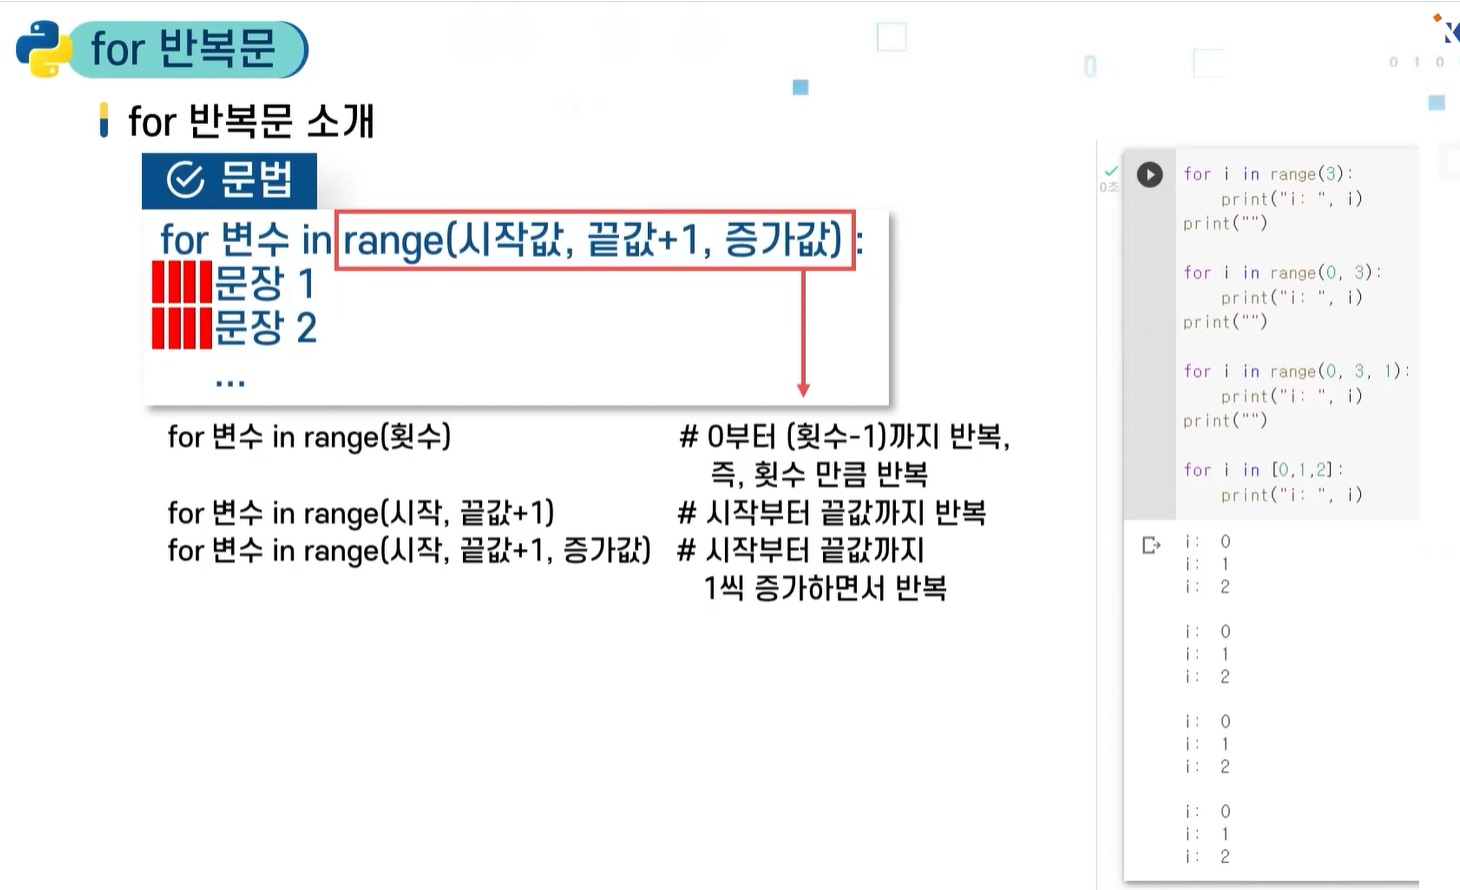 for 반복문
0 1 0
for 반복문 소개
문법
for 변수 in range(시작값, 끝값+1, 증가값) :
문장 1
문장 2
...
for 변수 in range(횟수) # 0부터 (횟수-1)까지 반복,
즉, 횟수 만큼 반복
for 변수 in range(시작, 끝값+1) # 시작부터 끝값까지 반복
for 변수 in range(시작, 끝값+1, 증가값) # 시작부터 끝값까지
1씩 증가하면서 반복
0초
for i in range(3):
    print("i: ", i)
print("")
for i in range(0, 3):
    print("i: ", i)
print("")
for i in range(0, 3, 1):
    print("i: ", i)
print("")
for i in [0,1,2]:
    print("i: ", i)
i:  0
i:  1
i:  2
i:  0
i:  1
i:  2
i:  0
i:  1
i:  2
i:  0
i:  1
i:  2